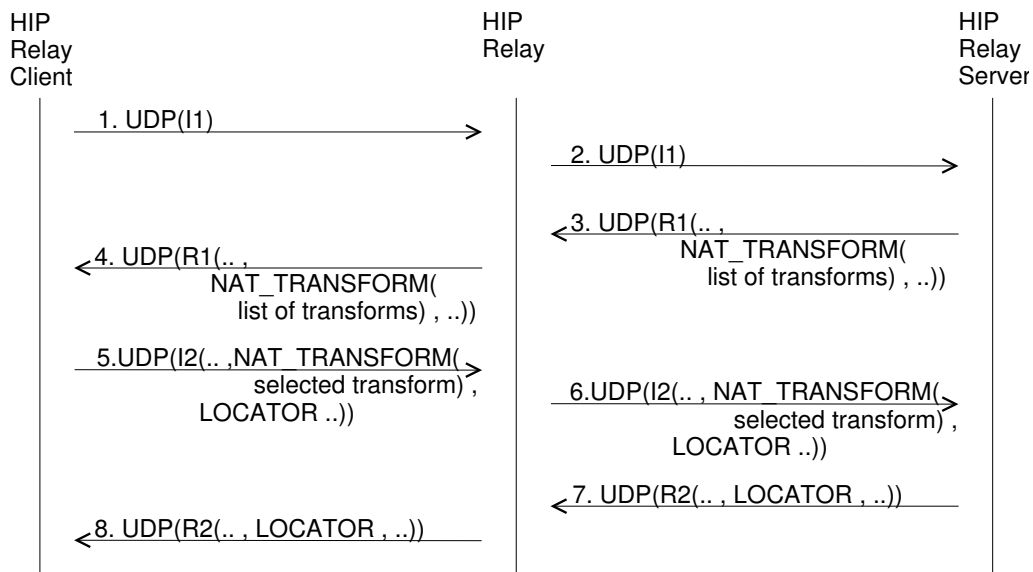 HIP
Relay
Client
HIP
Relay
HIP
Relay
Server
1. UDP(I1)
2. UDP(I1)
3. UDP(R1(.. ,
NAT_TRANSFORM(
list of transforms) , ..))
4. UDP(R1(.. ,
NAT_TRANSFORM(
list of transforms) , ..))
5.UDP(I2(.. ,NAT_TRANSFORM(
selected transform) ,
LOCATOR ..))
6.UDP(I2(.. , NAT_TRANSFORM(
selected transform) ,
LOCATOR ..))
7. UDP(R2(.. , LOCATOR , ..))
8. UDP(R2(.. , LOCATOR , ..))